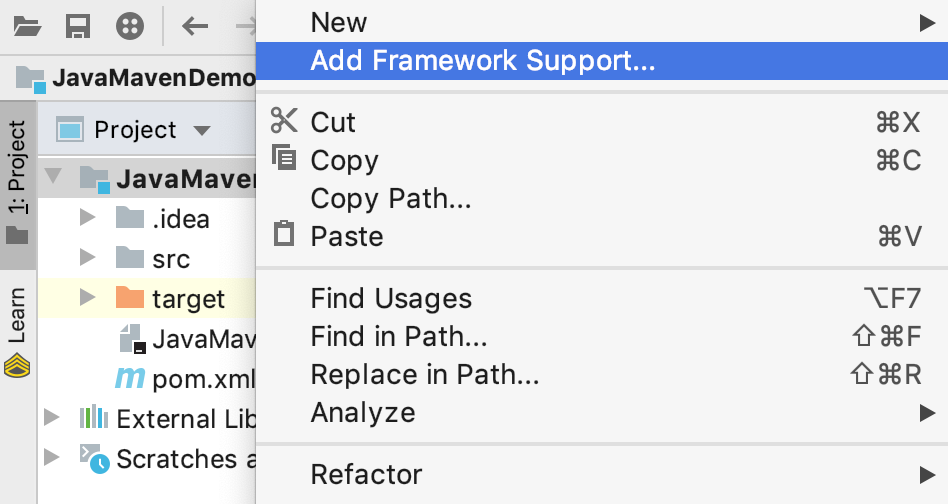 New
Add Framework Support...
JavaMavenDemo
Cut ⌘X
1: Project
Project
Copy ⌘C
Copy Path...
.idea
Paste ⌘V
src
target
Find Usages ⌥F7
Learn
JavaMav
Find in Path... ⇧⌘F
pom.xml
Replace in Path... ⇧⌘R
External Lib
Analyze
Scratches a
Refactor
JavaMaven